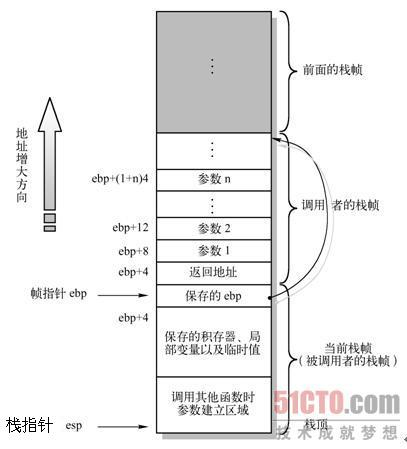 ⋮
前面的栈帧
地址增大方向
⋮
ebp+(1+n)4
参数 n
⋮
调用者的栈帧
ebp+12
参数 2
ebp+8
参数 1
ebp+4
返回地址
帧指针 ebp
保存的 ebp
ebp+4
保存的积存器、局
部变量以及临时值
当前栈帧
(被调用者的栈帧)
调用其他函数时
参数建立区域
51CTO.com
技术成就梦想
栈指针 esp
栈顶